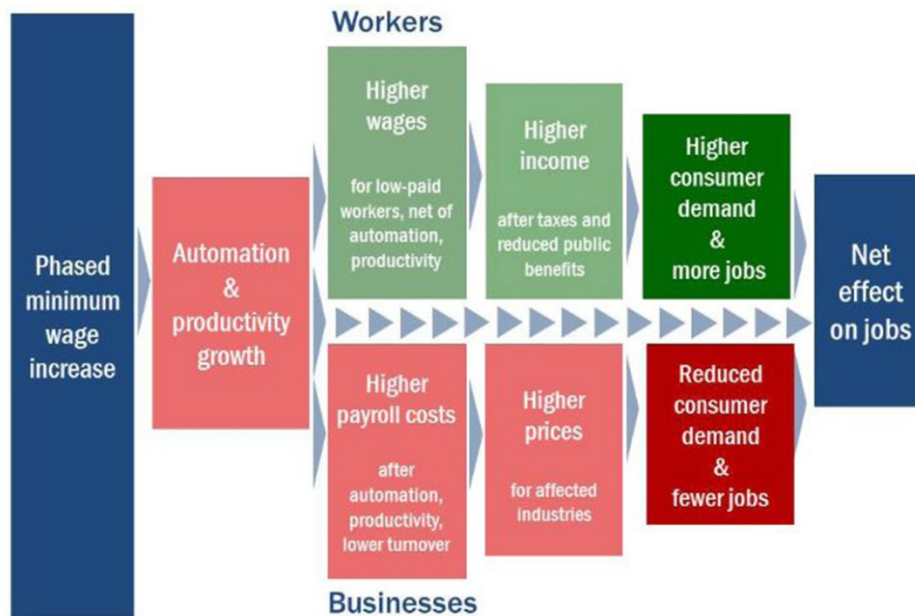 Workers
Phased
minimum
wage
increase
Automation
&
productivity
growth
Higher
wages
for low-paid
workers, net of
automation,
productivity
Higher
income
after taxes and
reduced public
benefits
Higher
consumer
demand
&
more jobs
Higher
payroll costs
after
automation,
productivity,
lower turnover
Higher
prices
for affected
industries
Reduced
consumer
demand
&
fewer jobs
Net
effect
on jobs
Businesses